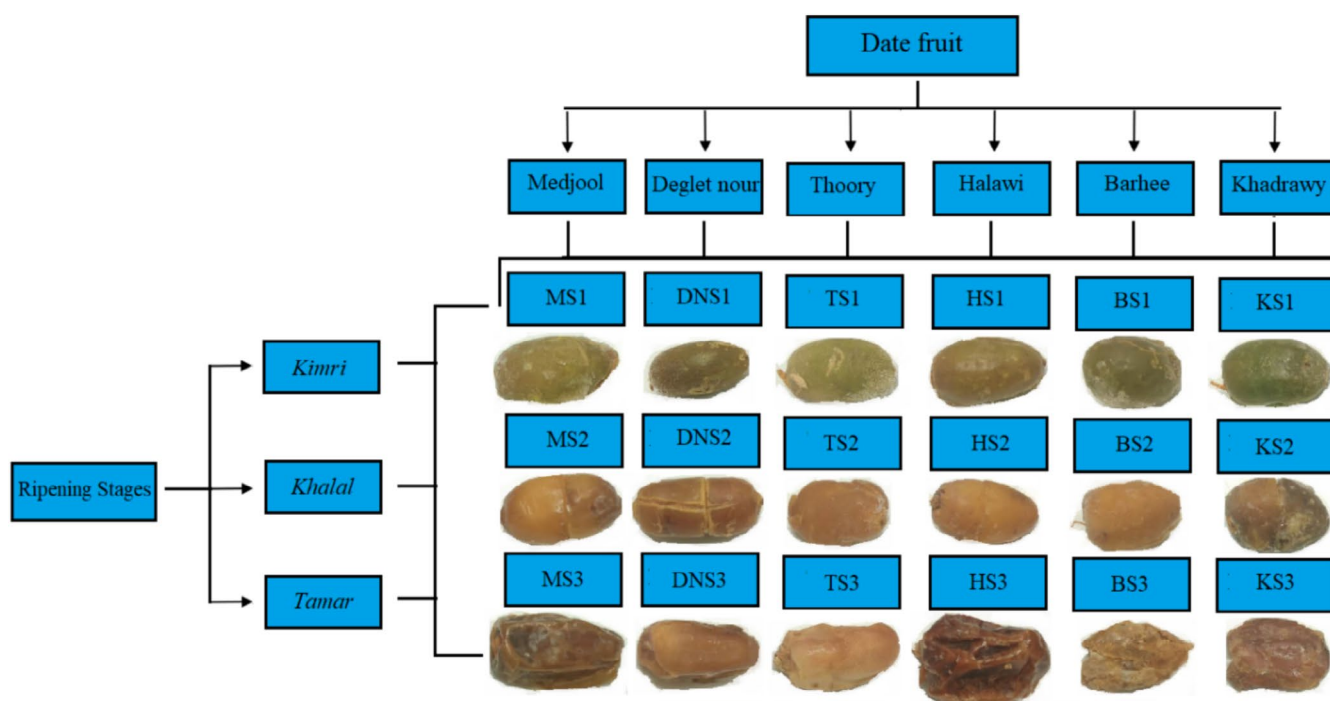 Date fruit
Medjool
Deglet nour
Thoory
Halawi
Barhee
Khadrawy
MS1
DNS1
TS1
HS1
BS1
KS1
Kimri
MS2
DNS2
TS2
HS2
BS2
KS2
Ripening Stages
Khalal
MS3
DNS3
TS3
HS3
BS3
KS3
Tamar